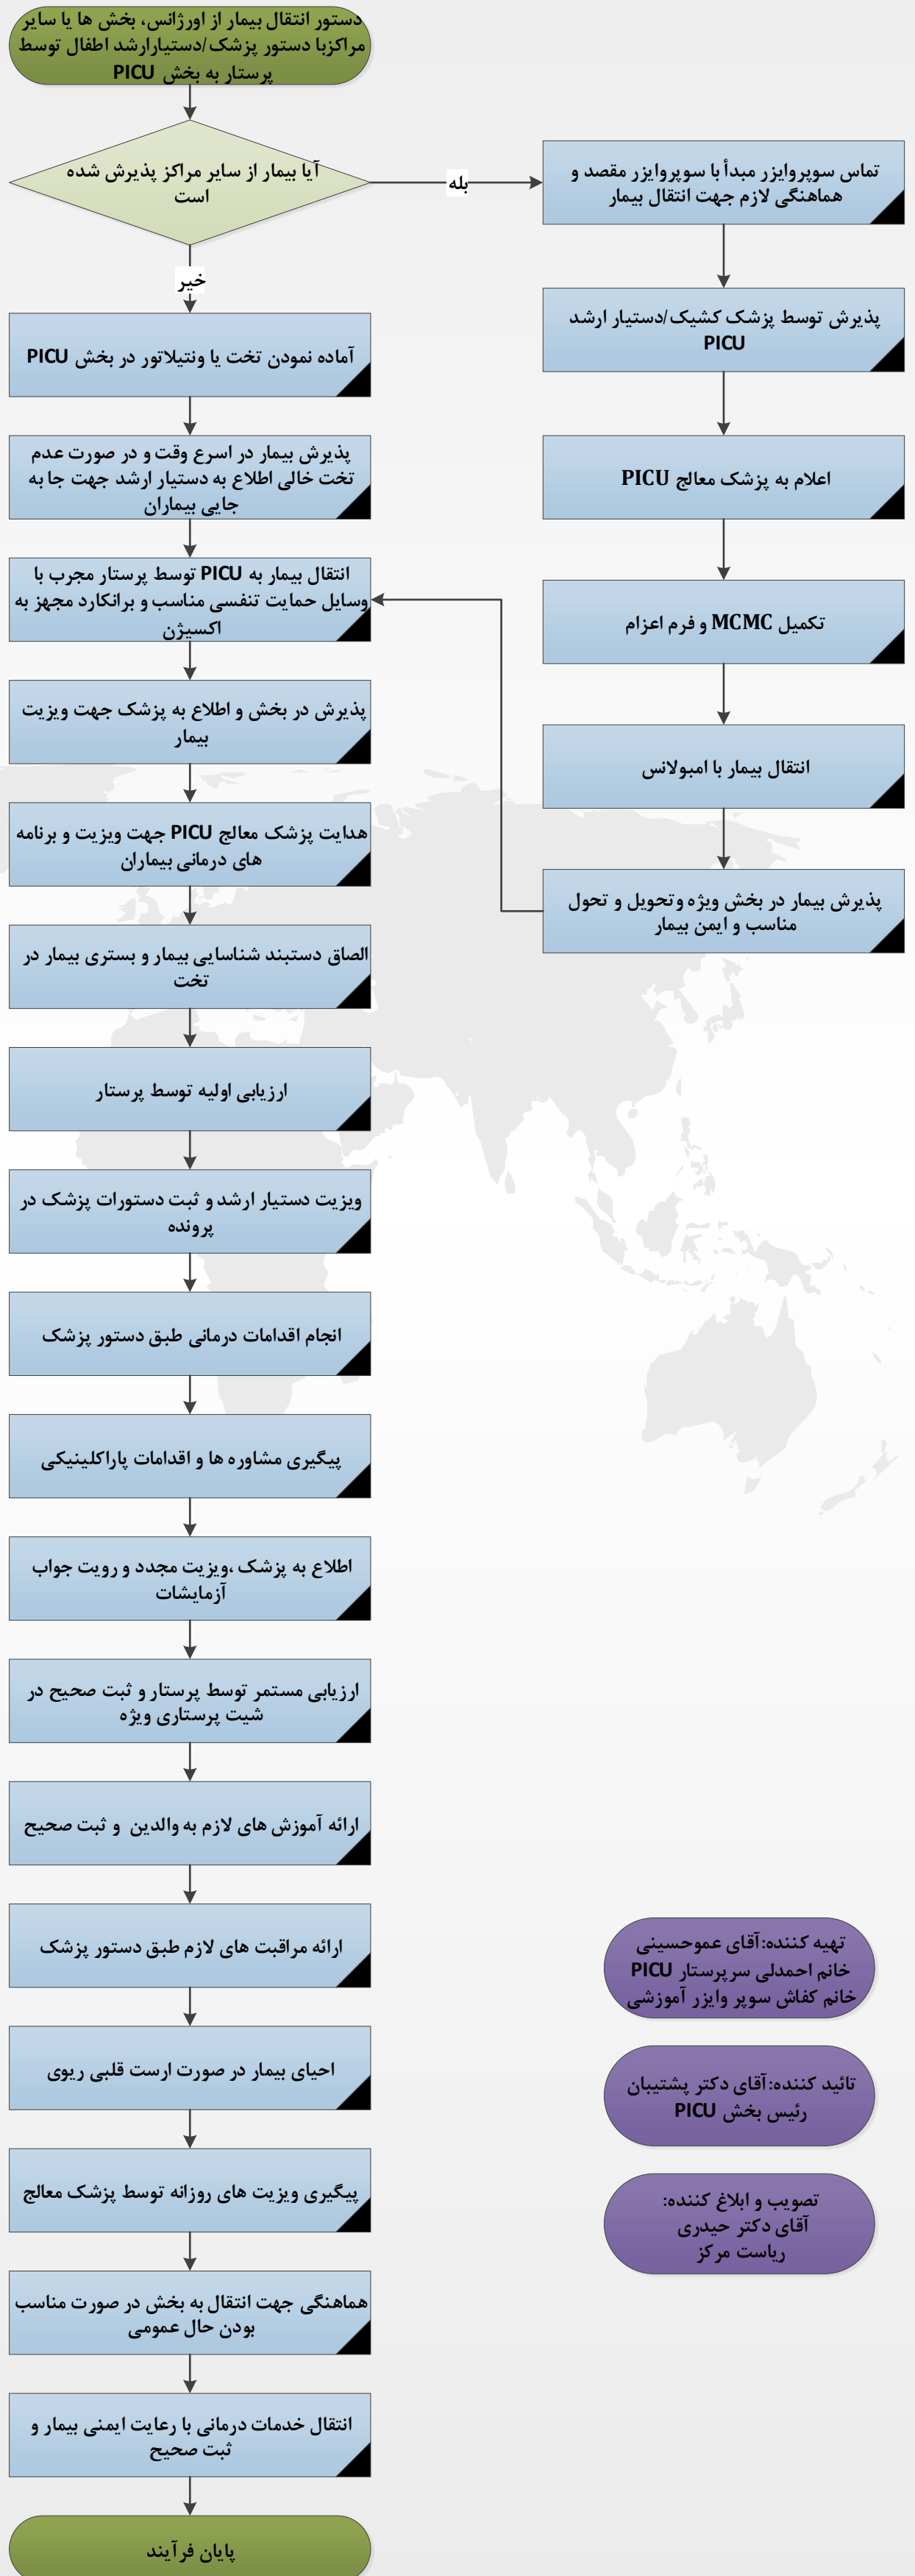 دستور انتقال بیمار از اورژانس، بخش ها یا سایر
مراکزبا دستور پزشک/دستیارارشد اطفال توسط
پرستار به بخش PICU
آیا بیمار از سایر مراکز پذیرش شده
است
بله
تماس سوپروایزر مبدأ با سوپروایزر مقصد و
هماهنگی لازم جهت انتقال بیمار
پذیرش توسط پزشک کشیک/دستیار ارشد
PICU
اعلام به پزشک معالج PICU
تکمیل MCMC و فرم اعزام
انتقال بیمار با امبولانس
پذیرش بیمار در بخش ویژه وتحویل و تحول
مناسب و ایمن بیمار
خیر
آماده نمودن تخت یا ونتیلاتور در بخش PICU
پذیرش بیمار در اسرع وقت و در صورت عدم
تخت خالی اطلاع به دستیار ارشد جهت جا به
جایی بیماران
انتقال بیمار به PICU توسط پرستار مجرب با
وسایل حمایت تنفسی مناسب و برانکارد مجهز به
اکسیژن
پذیرش در بخش و اطلاع به پزشک جهت ویزیت
بیمار
هدایت پزشک معالج PICU جهت ویزیت و برنامه
های درمانی بیماران
الصاق دستبند شناسایی بیمار و بستری بیمار در
تخت
ارزیابی اولیه توسط پرستار
ویزیت دستیار ارشد و ثبت دستورات پزشک در
پرونده
انجام اقدامات درمانی طبق دستور پزشک
پیگیری مشاوره ها و اقدامات پاراکلینیکی
اطلاع به پزشک ،ویزیت مجدد و رویت جواب
آزمایشات
ارزیابی مستمر توسط پرستار و ثبت صحیح در
شیت پرستاری ویژه
ارائه آموزش های لازم به والدین و ثبت صحیح
ارائه مراقبت های لازم طبق دستور پزشک
احیای بیمار در صورت ارست قلبی ریوی
پیگیری ویزیت های روزانه توسط پزشک معالج
هماهنگی جهت انتقال به بخش در صورت مناسب
بودن حال عمومی
انتقال خدمات درمانی با رعایت ایمنی بیمار و
ثبت صحیح
پایان فرآیند
تهیه کننده:آقای عموحسینی
خانم احمدلی سرپرستار PICU
خانم کفاش سوپر وایزر آموزشی
تائید کننده:آقای دکتر پشتیبان
رئیس بخش PICU
تصویب و ابلاغ کننده:
آقای دکتر حیدری
ریاست مرکز